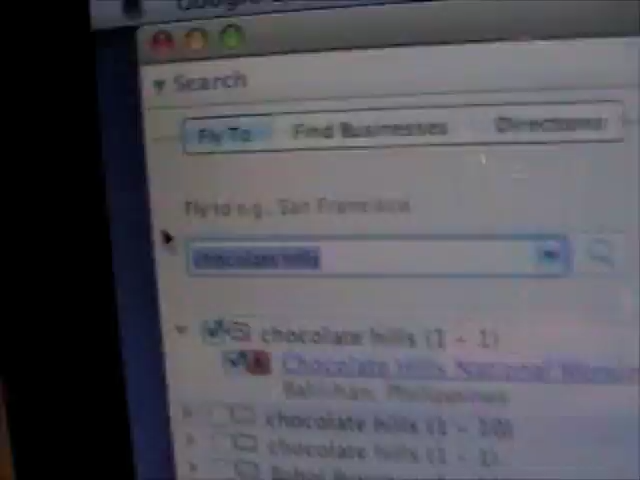 Google
Search
Fly To Find Businesses Directions
Fly to e.g., San Francisco
chocolate hills
chocolate hills (1 - 1)
Chocolate Hills National
Philippines
chocolate hills (1 - 10)
chocolate hills (1 - 1)